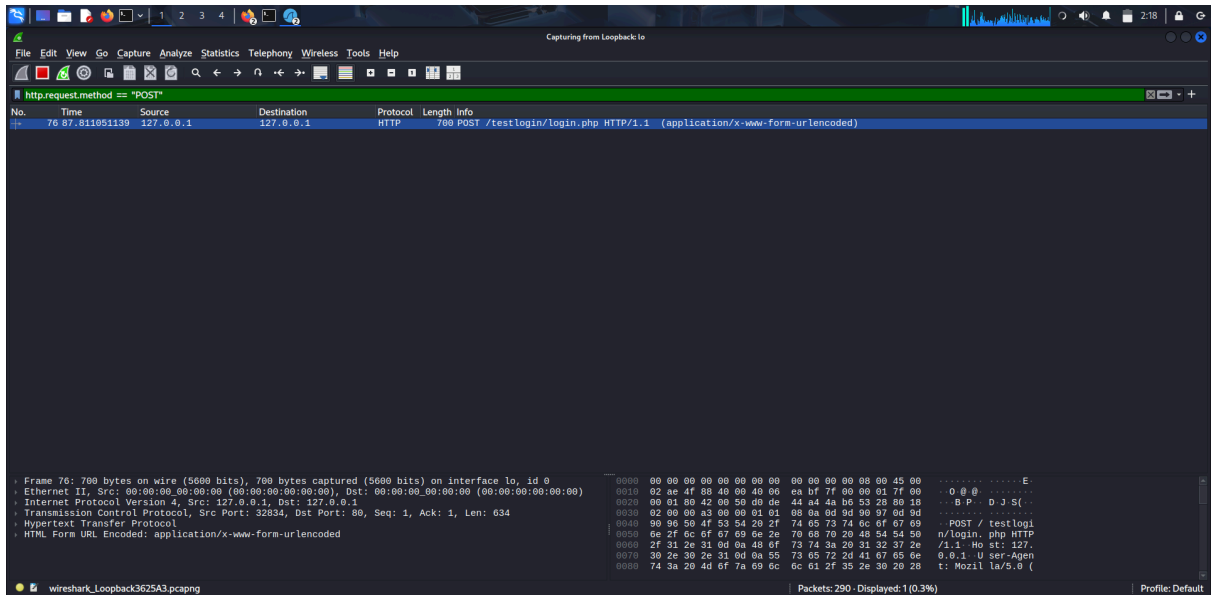 1 2 3 4 2 2 2:18
Capturing from Loopback: lo
File Edit View Go Capture Analyze Statistics Telephony Wireless Tools Help
http.request.method == "POST"
No. Time Source Destination Protocol Length Info
76 87.811051139 127.0.0.1 127.0.0.1 HTTP 700 POST /testlogin/login.php HTTP/1.1 (application/x-www-form-urlencoded)
Frame 76: 700 bytes on wire (5600 bits), 700 bytes captured (5600 bits) on interface lo, id 0
Ethernet II, Src: 00:00:00_00:00:00 (00:00:00:00:00:00), Dst: 00:00:00_00:00:00 (00:00:00:00:00:00)
Internet Protocol Version 4, Src: 127.0.0.1, Dst: 127.0.0.1
Transmission Control Protocol, Src Port: 32834, Dst Port: 80, Seq: 1, Ack: 1, Len: 634
Hypertext Transfer Protocol
HTML Form URL Encoded: application/x-www-form-urlencoded
0000 00 00 00 00 00 00 00 00 00 00 00 00 08 00 45 00 ········ ······E·
0010 02 ae 4f 88 40 00 40 06 ea bf 7f 00 00 01 7f 00 ··O·@·@· ········
0020 00 01 80 42 00 50 d0 de 44 a4 4a b6 53 28 80 18 ···B·P·· D·J·S(··
0030 02 00 00 a3 00 00 01 01 08 0a 0d 9d 90 97 0d 9d ········ ········
0040 90 96 50 4f 53 54 20 2f 74 65 73 74 6c 6f 67 69 ··POST / testlogi
0050 6e 2f 6c 6f 67 69 6e 2e 70 68 70 20 48 54 54 50 n/login. php HTTP
0060 2f 31 2e 31 0d 0a 48 6f 73 74 3a 20 31 32 37 2e /1.1··Ho st: 127.
0070 30 2e 30 2e 31 0d 0a 55 73 65 72 2d 41 67 65 6e 0.0.1··U ser-Agen
0080 74 3a 20 4d 6f 7a 69 6c 6c 61 2f 35 2e 30 20 28 t: Mozil la/5.0 (
wireshark_Loopback3625A3.pcapng Packets: 290 · Displayed: 1 (0.3%) Profile: Default